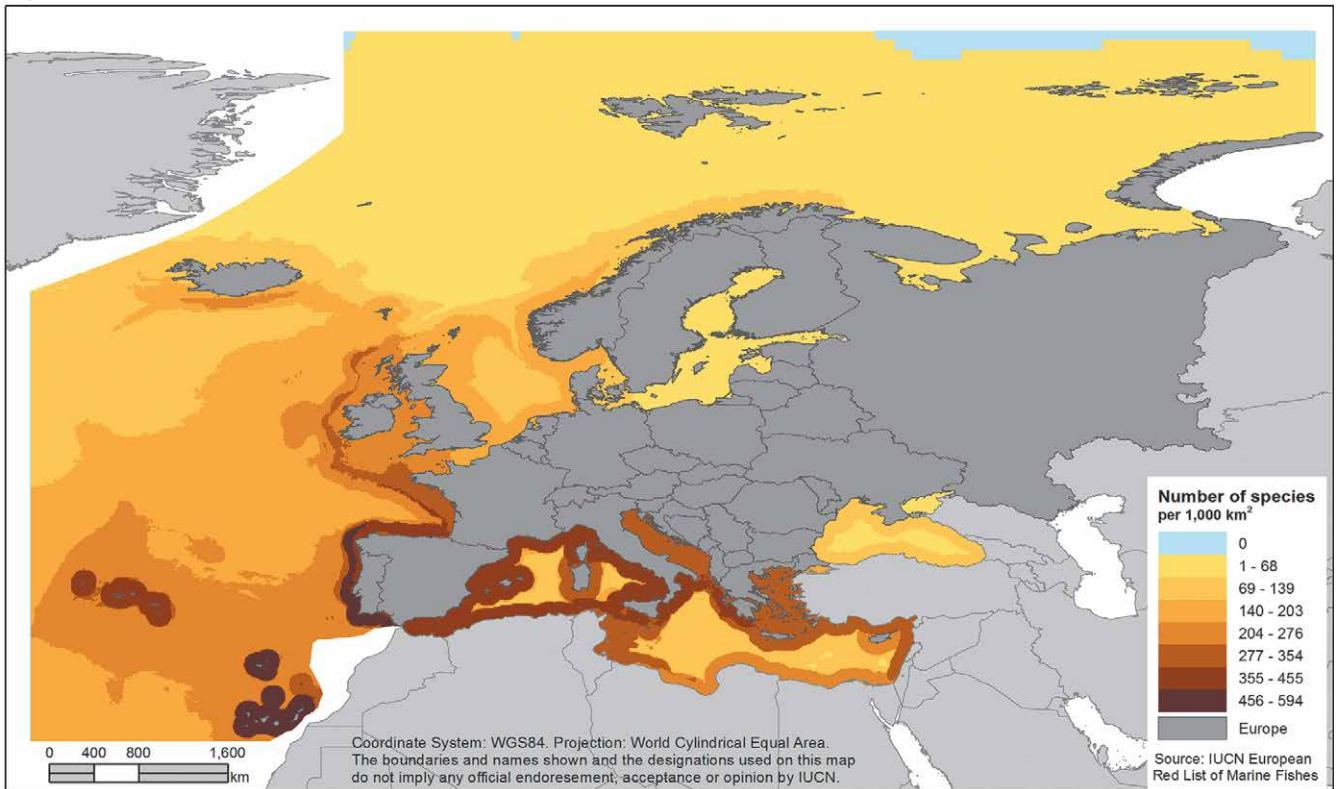 Number of species
per 1,000 km²
0
1 - 68
69 - 139
140 - 203
204 - 276
277 - 354
355 - 455
456 - 594
Europe
Source: IUCN European
Red List of Marine Fishes
0 400 800 1,600
km
Coordinate System: WGS84. Projection: World Cylindrical Equal Area.
The boundaries and names shown and the designations used on this map
do not imply any official endoresement, acceptance or opinion by IUCN.